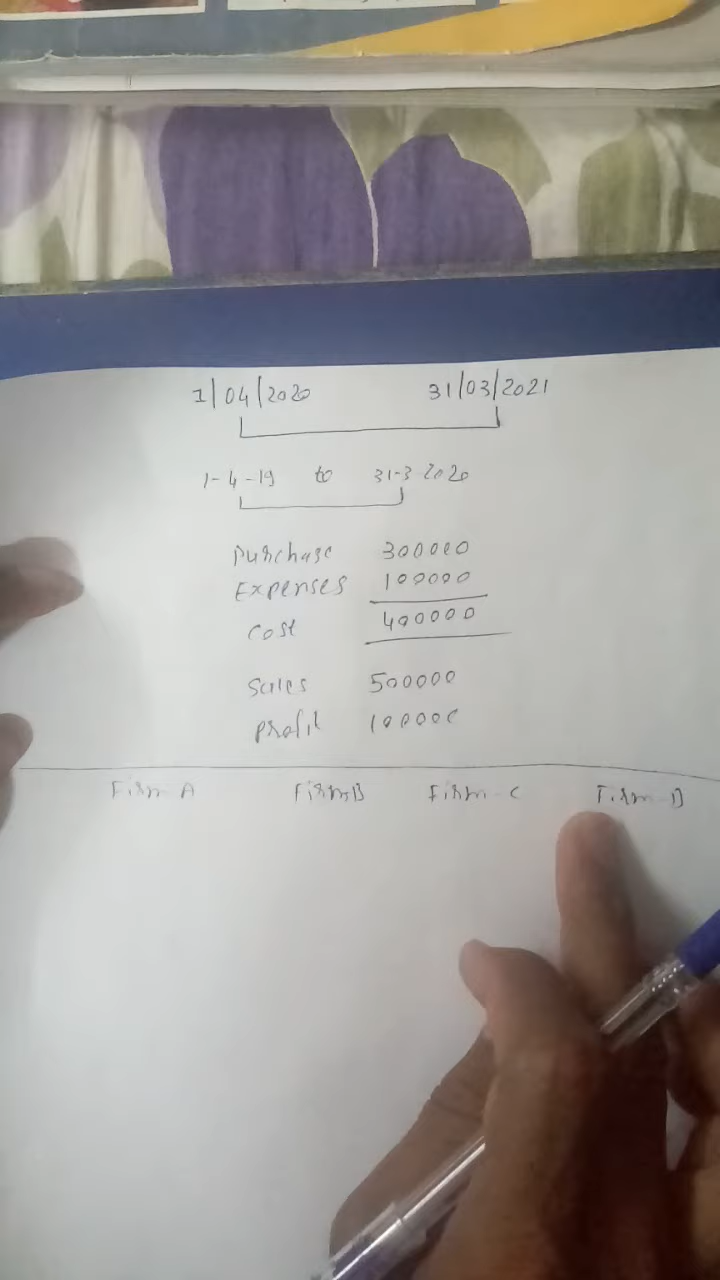 1/04/2020 31/03/2021
1-4-19 to 31-3-2020
Purchase 300000
Expenses 100000
Cost 400000
Sales 500000
Profit 100000
Firm A Firm B Firm-C Firm-D